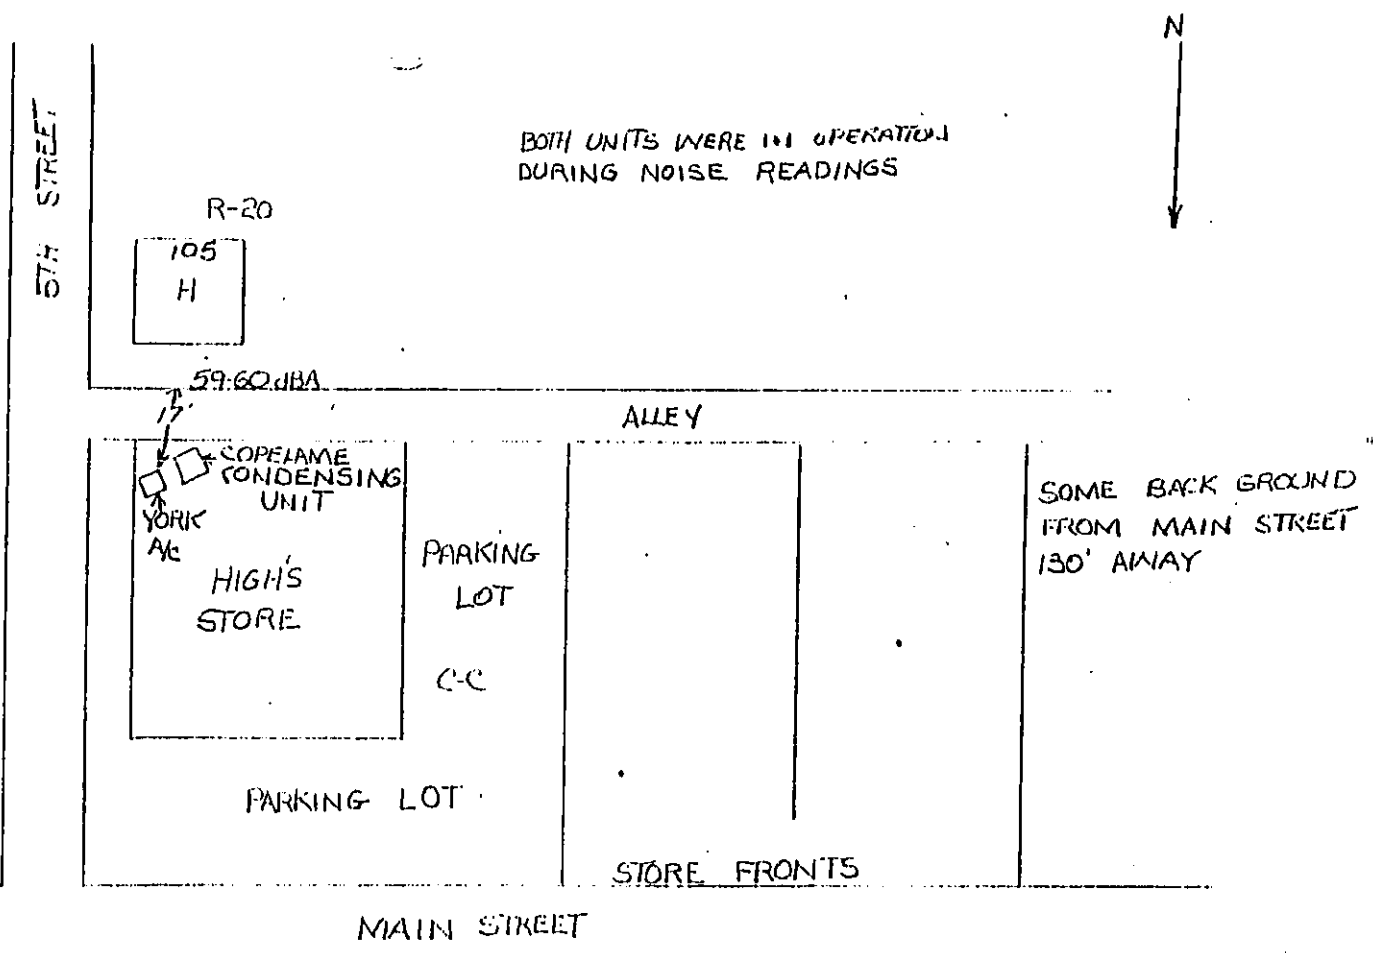 N
5TH STREET
BOTH UNITS WERE IN OPERATION
DURING NOISE READINGS
R-20
105
H
59-60 dBA
ALLEY
COPELAME
CONDENSING
UNIT
YORK
A/C
HIGH'S
STORE
PARKING
LOT
C-C
SOME BACK GROUND
FROM MAIN STREET
130' AWAY
PARKING LOT
STORE FRONTS
MAIN STREET